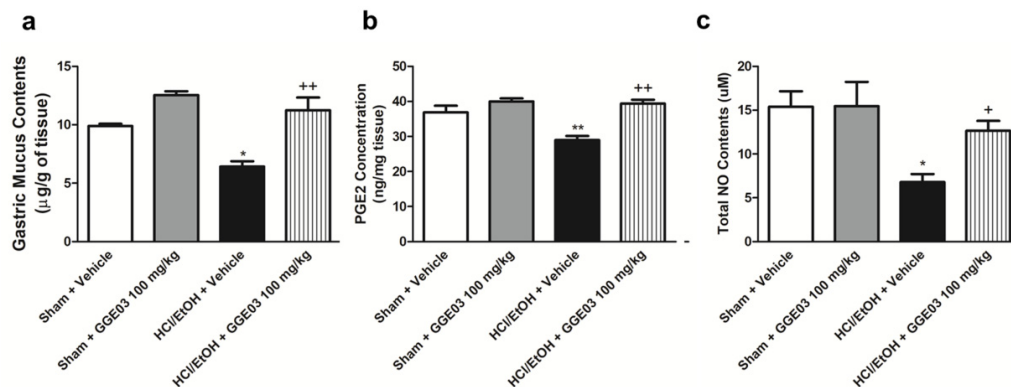 a
Gastric Mucus Contents
(μ g/g of tissue)
15
10
5
0
*
++
Sham + Vehicle
Sham + GGE03 100 mg/kg
HCl/EtOH + Vehicle
HCl/EtOH + GGE03 100 mg/kg
b
PGE2 Concentration
(ng/mg tissue)
50
40
30
20
10
0
**
++
Sham + Vehicle
Sham + GGE03 100 mg/kg
HCl/EtOH + Vehicle
HCl/EtOH + GGE03 100 mg/kg
-
c
Total NO Contents (uM)
20
15
10
5
0
*
+
Sham + Vehicle
Sham + GGE03 100 mg/kg
HCl/EtOH + Vehicle
HCl/EtOH + GGE03 100 mg/kg